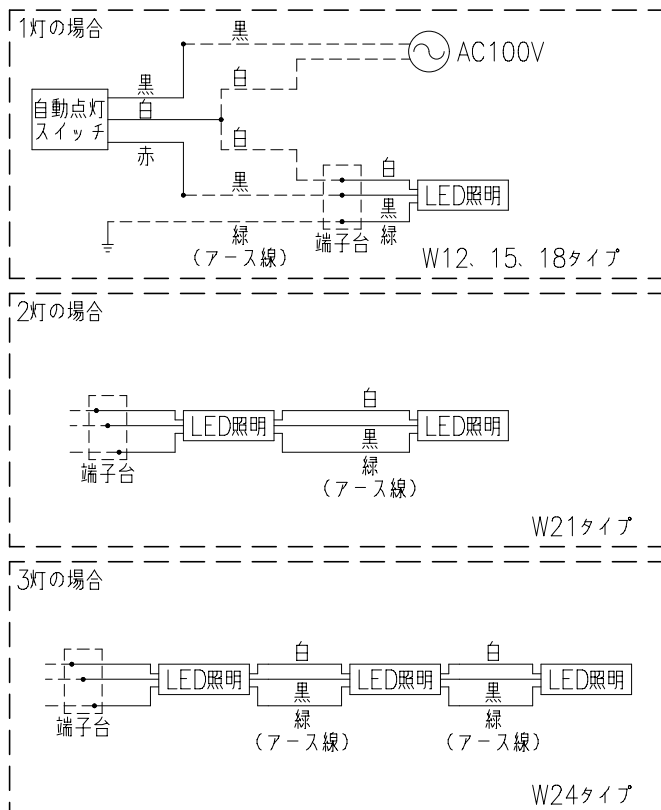 1灯の場合
黒
AC100V
白
黒
自動点灯
スイッチ
白
白
赤
黒
白
LED照明
黒
緑
(アース線)
端子台
緑
W12、15、18タイプ
2灯の場合
白
LED照明
LED照明
黒
端子台
緑
(アース線)
W21タイプ
3灯の場合
白
白
LED照明
LED照明
LED照明
黒
黒
端子台
緑
緑
(アース線)
(アース線)
W24タイプ